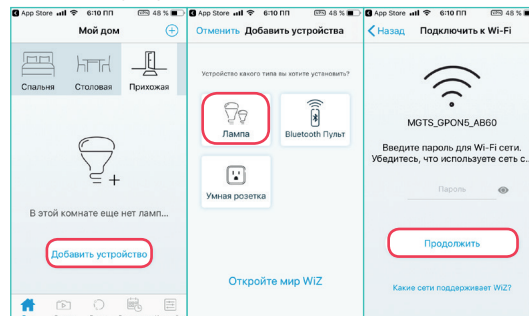 App Store 6:10 ПП VPN 48 %
Мой дом
Спальня Столовая Прихожая
В этой комнате еще нет ламп...
Добавить устройство
App Store 6:10 ПП VPN 48 %
Отменить Добавить устройства
Устройство какого типа вы хотите установить?
Лампа Bluetooth Пульт
Умная розетка
Откройте мир WiZ
App Store 6:10 ПП VPN 48 %
Назад Подключить к Wi-Fi
MGTS_GPON5_AB60
Введите пароль для Wi-Fi сети.
Убедитесь, что используете сеть с...
Пароль
Продолжить
Какие сети поддерживает WiZ?